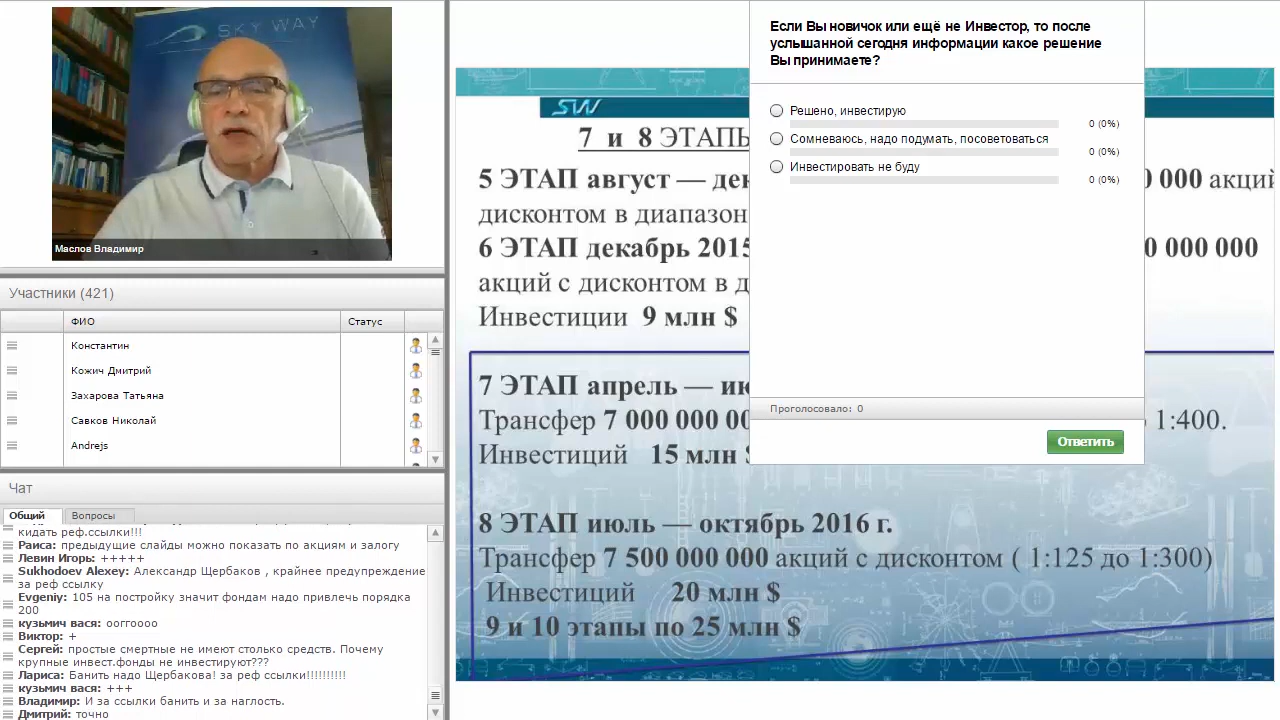 SKY WAY
Маслов Владимир
Участники (421)
ФИО
Статус
Константин
Кожич Дмитрий
Захарова Татьяна
Савков Николай
Andrejs
Чат
Общий
Вопросы
кидать реф.ссылки!!!
Раиса: предыдущие слайды можно показать по акциям и залогу
Левин Игорь: +++++
Sukhodoev Alexey: Александр Щербаков , крайнее предупреждение
за реф ссылку
Evgeniy: 105 на постройку значит фондам надо привлечь порядка
200
кузьмич вася: ооггоооо
Виктор: +
Сергей: простые смертные не имеют столько средств. Почему
крупные инвест.фонды не инвестируют???
Лариса: Банить надо Щербакова! за реф ссылки!!!!!!!!!!
кузьмич вася: +++
Владимир: И за ссылки банить и за наглость.
Дмитрий: точно
SW
7 и 8 ЭТАПЫ
5 ЭТАП август — дек
0 000 акций
дисконтом в диапазон
6 ЭТАП декабрь 2015
0 000 000
акций с дисконтом в д
Инвестиции 9 млн $
7 ЭТАП апрель — ию
Трансфер 7 000 000 00
о 1:400.
Инвестиций 15 млн $
8 ЭТАП июль — октябрь 2016 г.
Трансфер 7 500 000 000 акций с дисконтом ( 1:125 до 1:300)
Инвестиций 20 млн $
9 и 10 этапы по 25 млн $
Если Вы новичок или ещё не Инвестор, то после
услышанной сегодня информации какое решение
Вы принимаете?
Решено, инвестирую
0 (0%)
Сомневаюсь, надо подумать, посоветоваться
0 (0%)
Инвестировать не буду
0 (0%)
Проголосовало: 0
Ответить